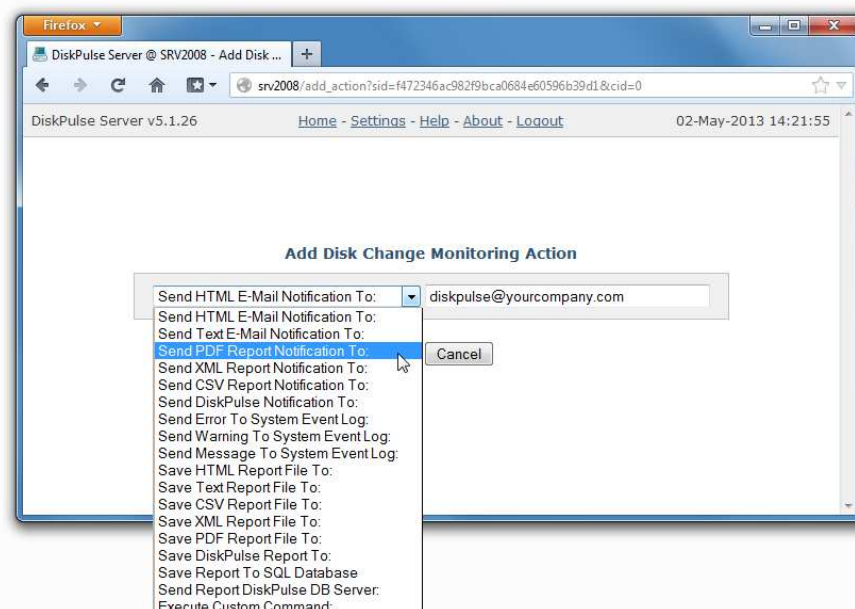 Firefox
DiskPulse Server @ SRV2008 - Add Disk ...
srv2008/add_action?sid=f472346ac982f9bca0684e60596b39d1&cid=0
DiskPulse Server v5.1.26 Home - Settings - Help - About - Logout 02-May-2013 14:21:55
Add Disk Change Monitoring Action
Send HTML E-Mail Notification To: diskpulse@yourcompany.com
Send HTML E-Mail Notification To:
Send Text E-Mail Notification To:
Send PDF Report Notification To:
Cancel
Send XML Report Notification To:
Send CSV Report Notification To:
Send DiskPulse Notification To:
Send Error To System Event Log:
Send Warning To System Event Log:
Send Message To System Event Log:
Save HTML Report File To:
Save Text Report File To:
Save CSV Report File To:
Save XML Report File To:
Save PDF Report File To:
Save DiskPulse Report To:
Save Report To SQL Database
Send Report DiskPulse DB Server:
Execute Custom Command: